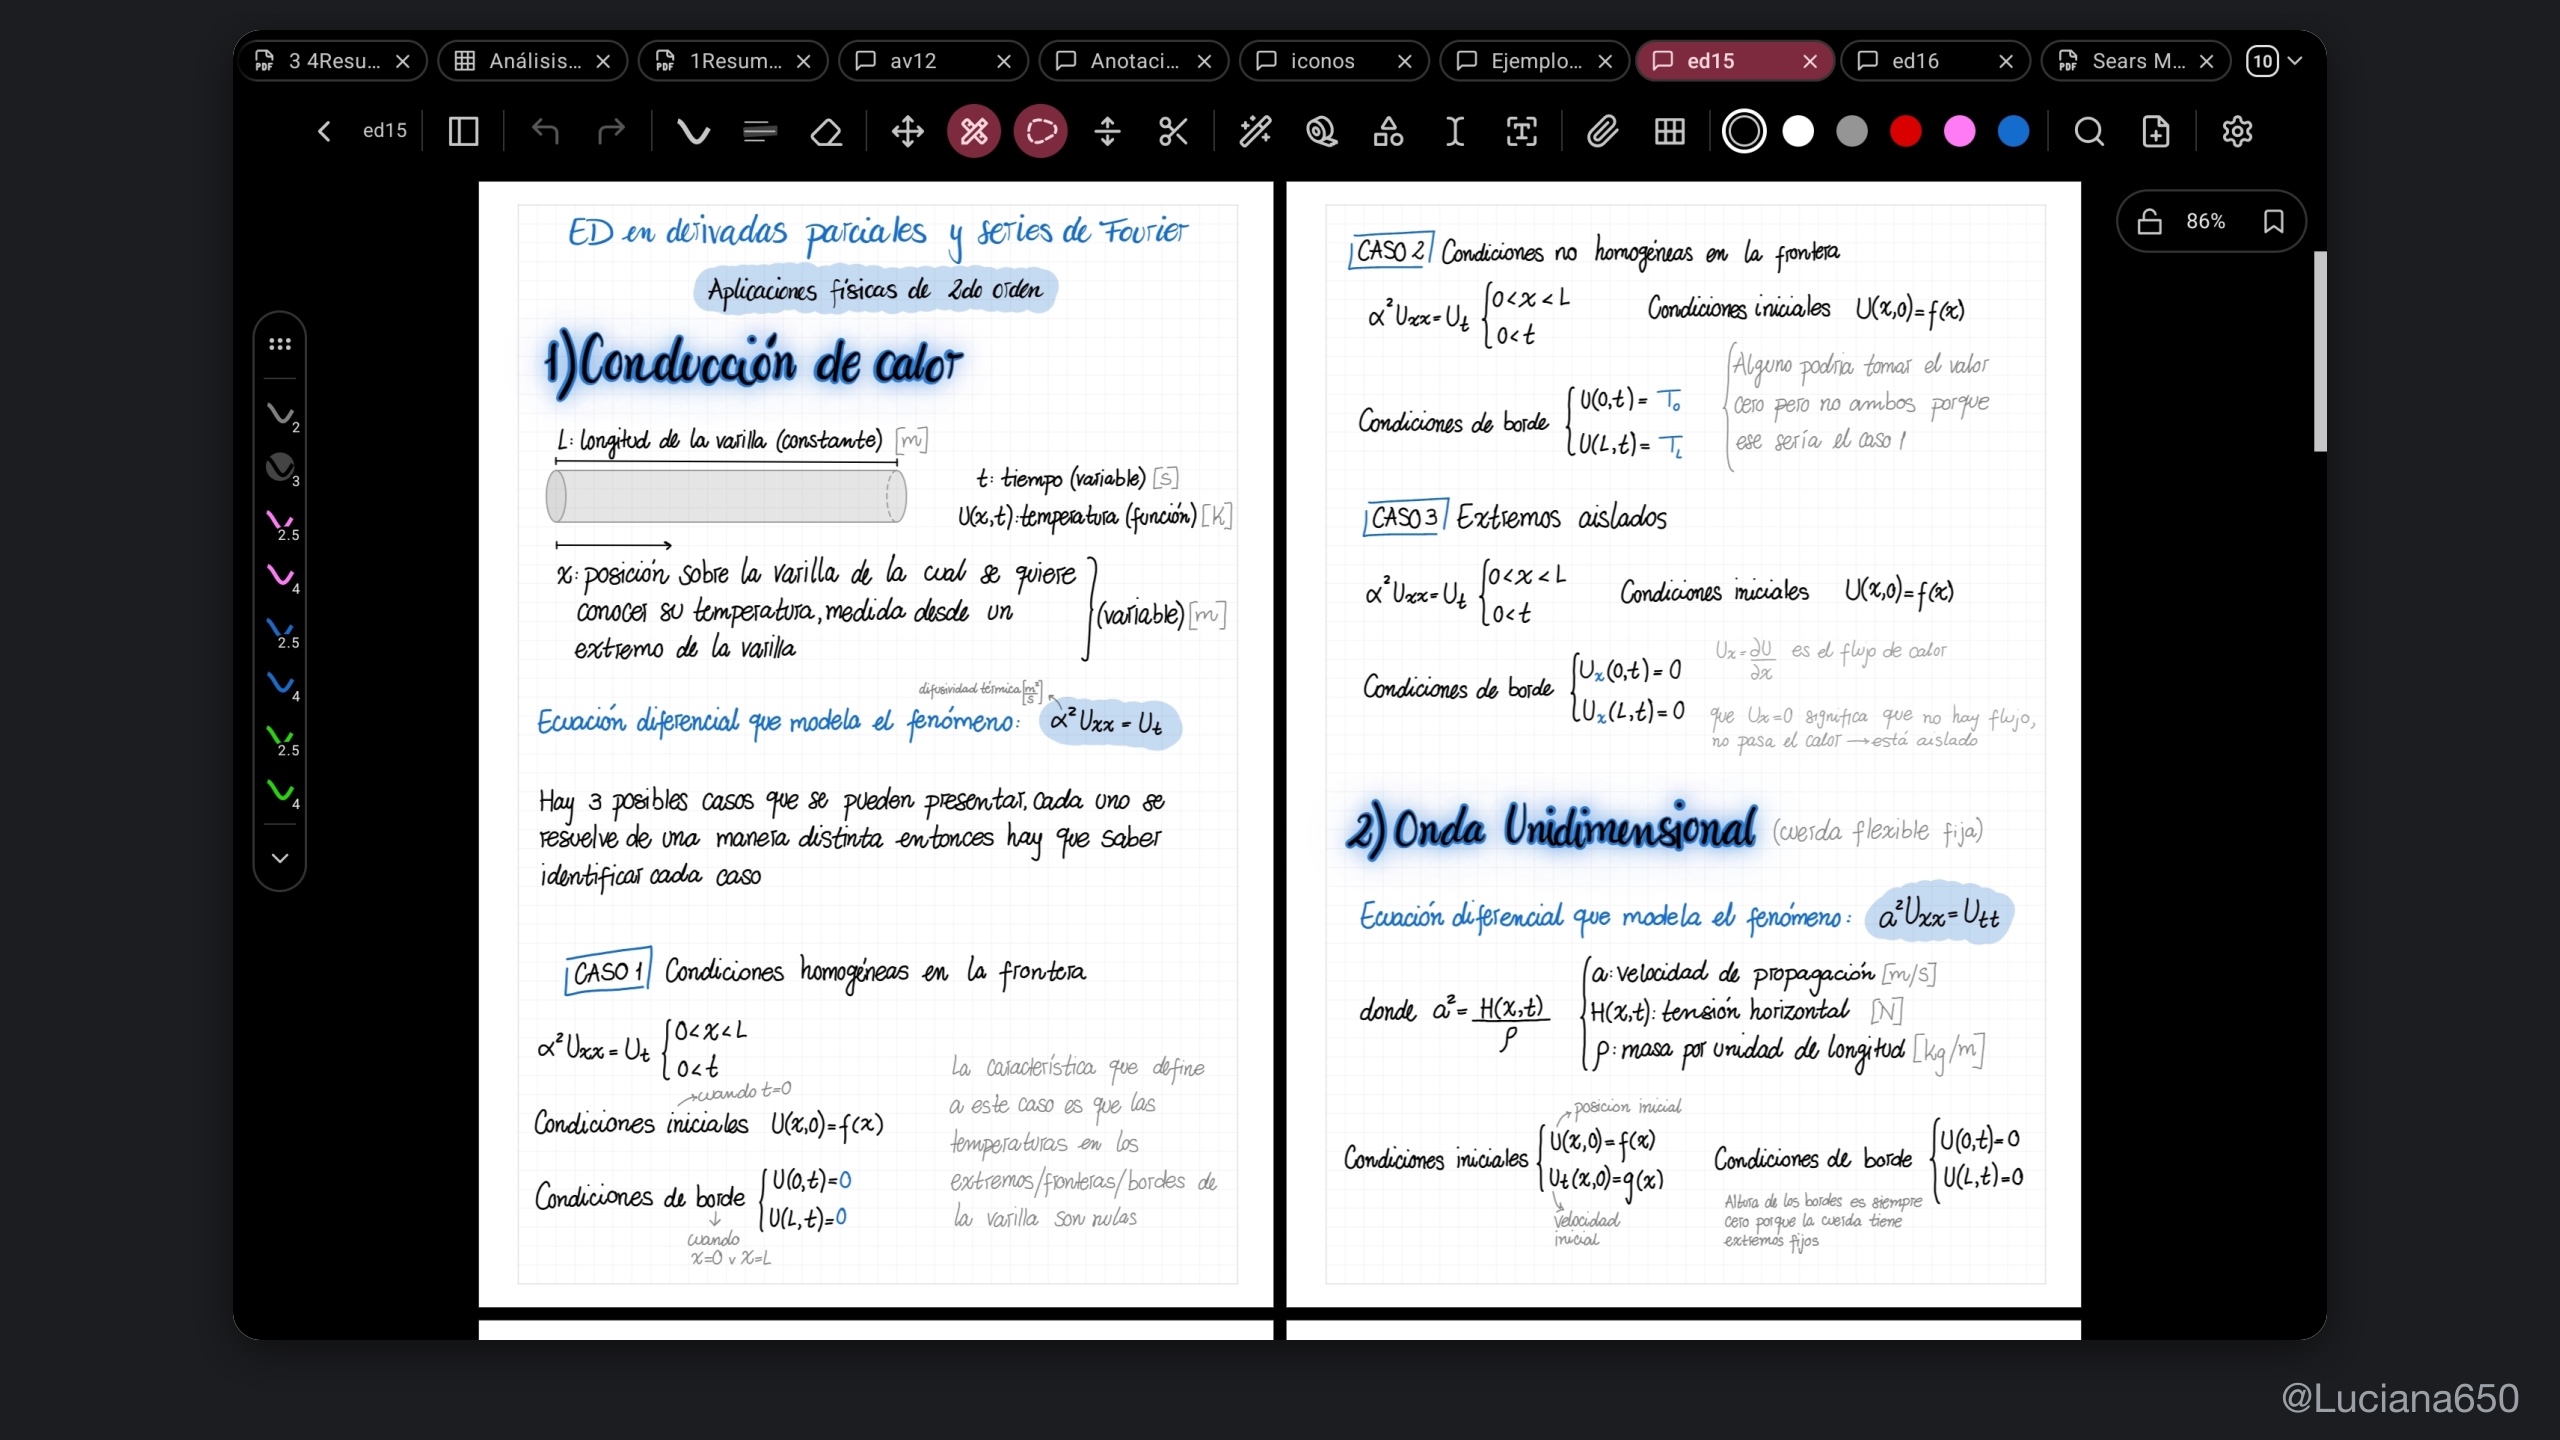 3 4Resu...
Análisis...
1Resum...
av12
Anotaci...
iconos
Ejemplo...
ed15
ed16
Sears M...
10
ed15
86%
2
3
2.5
4
2.5
4
2.5
4
ED en derivadas parciales y series de Fourier
Aplicaciones físicas de 2do orden
1) Conducción de calor
L: longitud de la varilla (constante) [m]
t: tiempo (variable) [s]
U(x,t): temperatura (función) [K]
x: posición sobre la varilla de la cual se quiere
conocer su temperatura, medida desde un
extremo de la varilla
(variable) [m]
difusividad térmica [m²/s]
Ecuación diferencial que modela el fenómeno: α²Uxx = Ut
Hay 3 posibles casos que se pueden presentar, cada uno se
resuelve de una manera distinta entonces hay que saber
identificar cada caso
CASO 1 Condiciones homogéneas en la frontera
α²Uxx = Ut { 0<x<L
0<t
cuando t=0
Condiciones iniciales U(x,0)=f(x)
Condiciones de borde { U(0,t)=0
U(L,t)=0
cuando
x=0 v x=L
La característica que define
a este caso es que las
temperaturas en los
extremos/fronteras/bordes de
la varilla son nulas
CASO 2 Condiciones no homogéneas en la frontera
α²Uxx = Ut { 0<x<L
0<t
Condiciones iniciales U(x,0)=f(x)
Condiciones de borde { U(0,t)= T₀
U(L,t)= T_L
Alguno podria tomar el valor
cero pero no ambos porque
ese sería el caso 1
CASO 3 Extremos aislados
α²Uxx = Ut { 0<x<L
0<t
Condiciones iniciales U(x,0)=f(x)
Condiciones de borde { Ux(0,t)=0
Ux(L,t)=0
Ux = ∂U/∂x es el flujo de calor
que Ux=0 significa que no hay flujo,
no pasa el calor → está aislado
2) Onda Unidimensional (cuerda flexible fija)
Ecuación diferencial que modela el fenómeno: a²Uxx = Utt
donde a² = H(x,t)/ρ
a: velocidad de propagación [m/s]
H(x,t): tensión horizontal [N]
ρ: masa por unidad de longitud [kg/m]
posicion inicial
Condiciones iniciales { U(x,0)=f(x)
Ut(x,0)=g(x)
velocidad
inicial
Condiciones de borde { U(0,t)=0
U(L,t)=0
Altura de los bordes es siempre
cero porque la cuerda tiene
extremos fijos
@Luciana650